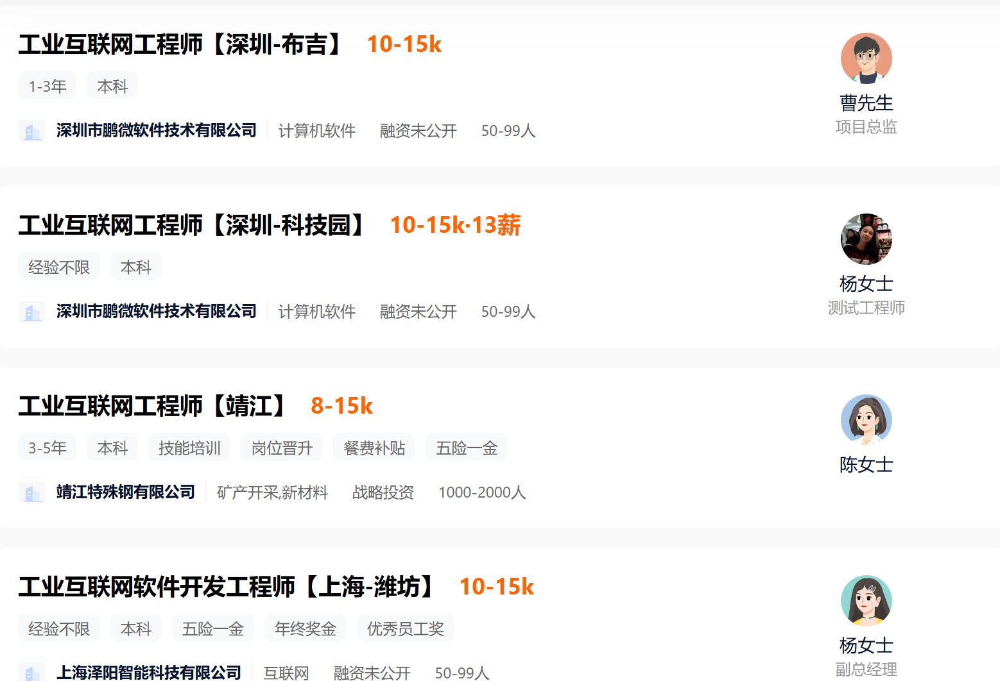 工业互联网工程师【深圳-布吉】 10-15k
1-3年 本科
深圳市鹏微软件技术有限公司 计算机软件 融资未公开 50-99人
曹先生
项目总监
工业互联网工程师【深圳-科技园】 10-15k·13薪
经验不限 本科
深圳市鹏微软件技术有限公司 计算机软件 融资未公开 50-99人
杨女士
测试工程师
工业互联网工程师【靖江】 8-15k
3-5年 本科 技能培训 岗位晋升 餐费补贴 五险一金
靖江特殊钢有限公司 矿产开采,新材料 战略投资 1000-2000人
陈女士
工业互联网软件开发工程师【上海-潍坊】 10-15k
经验不限 本科 五险一金 年终奖金 优秀员工奖
上海泽阳智能科技有限公司 互联网 融资未公开 50-99人
杨女士
副总经理